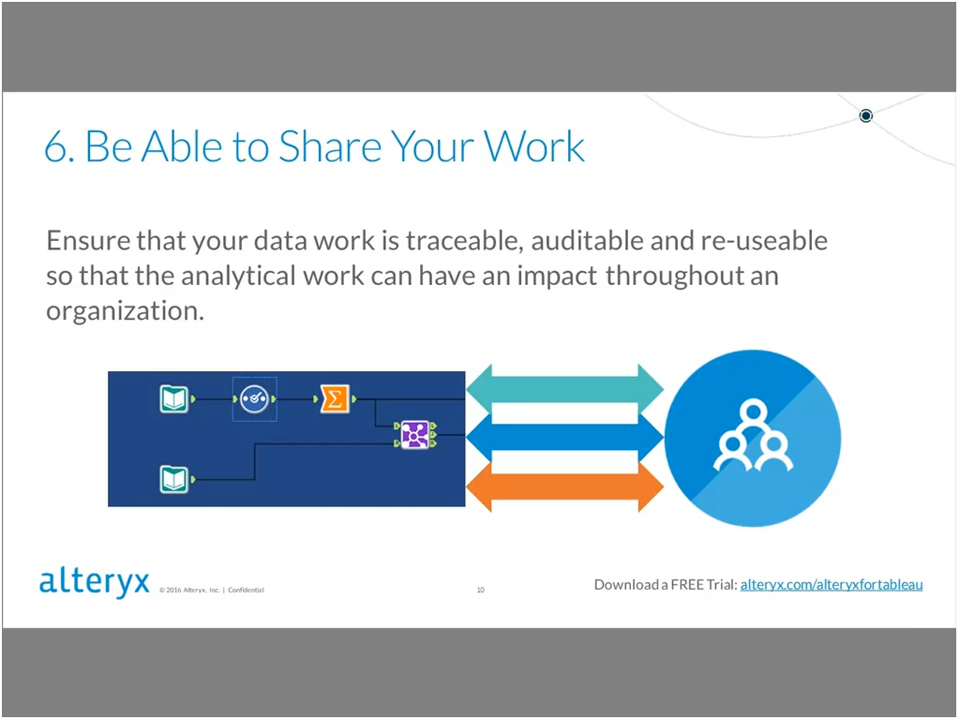 6. Be Able to Share Your Work
Ensure that your data work is traceable, auditable and re-useable
so that the analytical work can have an impact throughout an
organization.
Σ
alteryx
© 2016 Alteryx, Inc. | Confidential
10
Download a FREE Trial: alteryx.com/alteryxfortableau